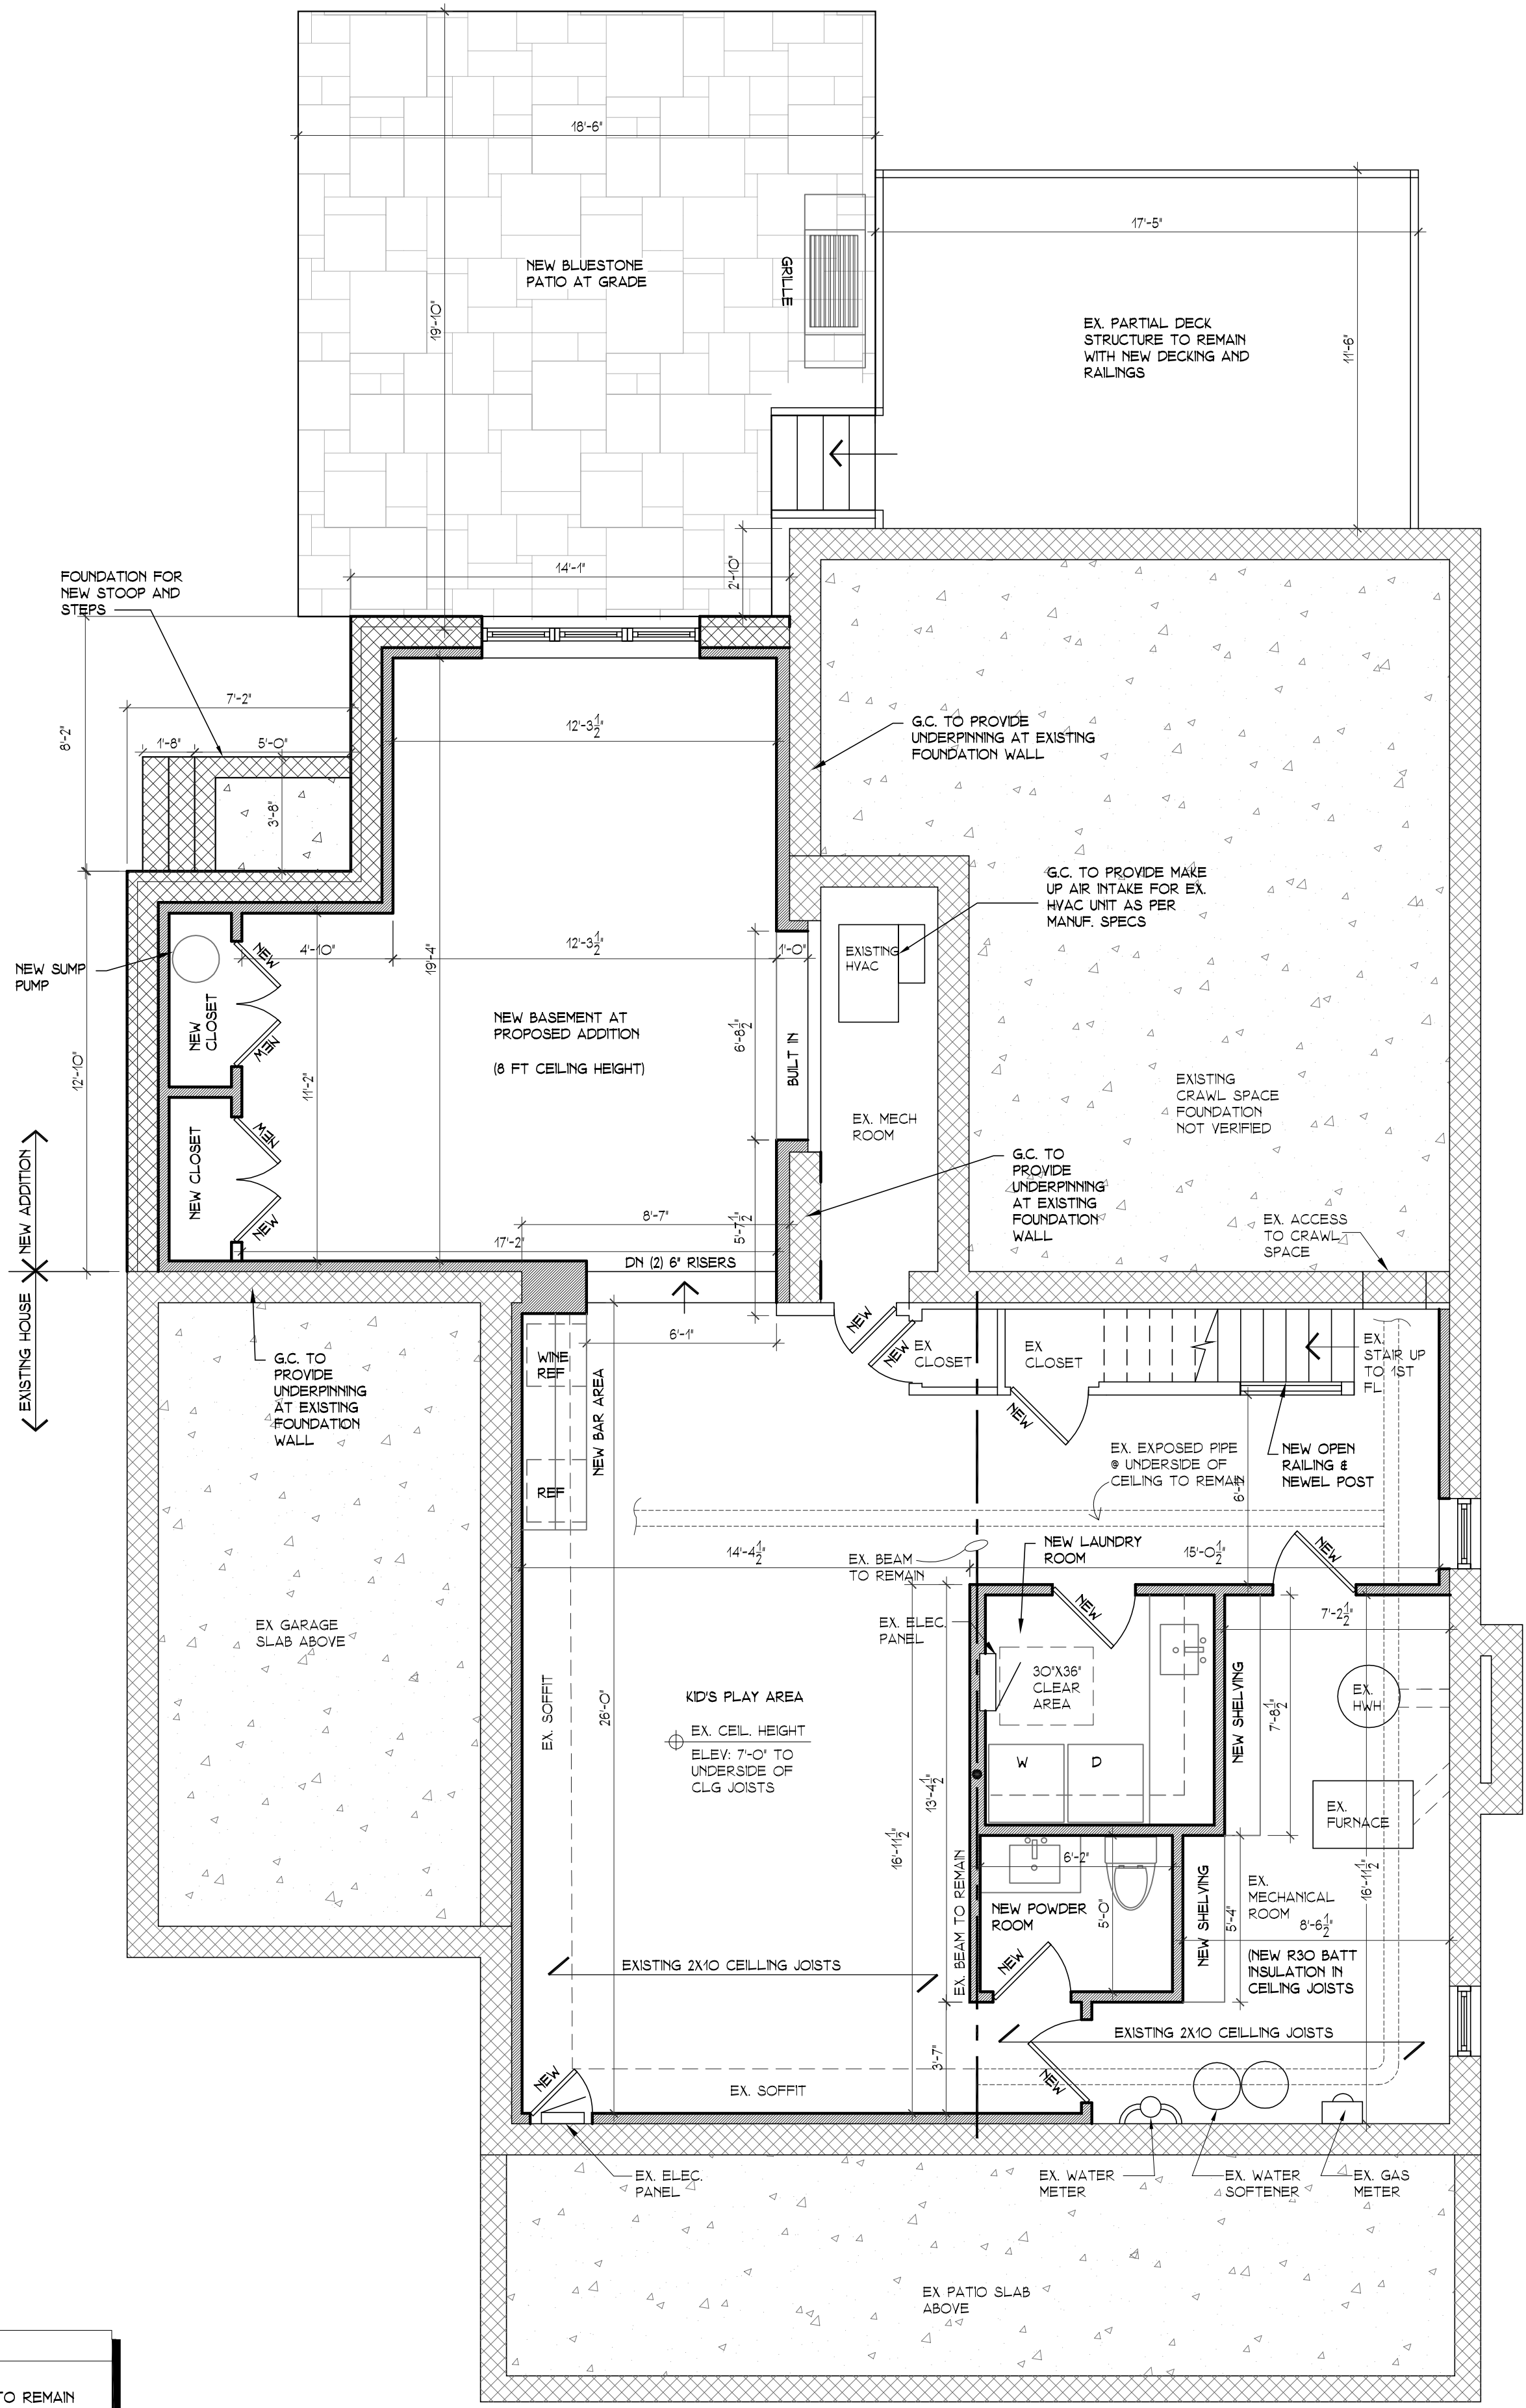 18'-6"
17'-5"
NEW BLUESTONE
PATIO AT GRADE
GRILLE
19'-10"
EX. PARTIAL DECK
STRUCTURE TO REMAIN
WITH NEW DECKING AND
RAILINGS
11'-6"
FOUNDATION FOR
NEW STOOP AND
STEPS
14'-1"
2'-10"
8'-2"
7'-2"
1'-8"
5'-0"
3'-8"
12'-3 1/2"
G.C. TO PROVIDE
UNDERPINNING AT EXISTING
FOUNDATION WALL
G.C. TO PROVIDE MAKE
UP AIR INTAKE FOR EX.
HVAC UNIT AS PER
MANUF. SPECS
NEW SUMP
PUMP
NEW
4'-10"
19'-4"
12'-3 1/2"
1'-0"
EXISTING
HVAC
NEW
CLOSET
NEW
NEW BASEMENT AT
PROPOSED ADDITION
(8 FT CEILING HEIGHT)
6'-8 1/2"
BUILT IN
12'-10"
11'-2"
EX. MECH
ROOM
EXISTING
CRAWL SPACE
FOUNDATION
NOT VERIFIED
NEW CLOSET
NEW
NEW
NEW ADDITION
EXISTING HOUSE
G.C. TO
PROVIDE
UNDERPINNING
AT EXISTING
FOUNDATION
WALL
8'-7"
5'-7 1/2"
17'-2"
DN (2) 6" RISERS
EX. ACCESS
TO CRAWL
SPACE
G.C. TO
PROVIDE
UNDERPINNING
AT EXISTING
FOUNDATION
WALL
WINE
REF
6'-1"
NEW
NEW
EX
CLOSET
EX
CLOSET
EX.
STAIR UP
TO 1ST
FL
NEW BAR AREA
NEW
REF
EX. EXPOSED PIPE
@ UNDERSIDE OF
CEILING TO REMAIN
6'-1"
NEW OPEN
RAILING &
NEWEL POST
14'-4 1/2"
EX. BEAM
TO REMAIN
NEW LAUNDRY
ROOM
15'-0 1/2"
NEW
EX GARAGE
SLAB ABOVE
EX. ELEC.
PANEL
NEW
7'-2 1/2"
EX. SOFFIT
26'-0"
KID'S PLAY AREA
EX. CEIL. HEIGHT
ELEV: 7'-0" TO
UNDERSIDE OF
CLG JOISTS
30"X36"
CLEAR
AREA
NEW SHELVING
7'-8 1/2"
EX.
HWH
W
D
13'-4 1/2"
16'-11 1/2"
EX.
FURNACE
6'-2"
EX. BEAM TO REMAIN
NEW POWDER
ROOM
5'-0"
NEW SHELVING
5'-4"
EX.
MECHANICAL
ROOM
16'-11 1/2"
8'-6 1/2"
(NEW R30 BATT
INSULATION IN
CEILING JOISTS
EXISTING 2X10 CEILLING JOISTS
NEW
EXISTING 2X10 CEILLING JOISTS
3'-7"
NEW
NEW
EX. SOFFIT
EX. ELEC.
PANEL
EX. WATER
METER
EX. WATER
SOFTENER
EX. GAS
METER
EX PATIO SLAB
ABOVE
TO REMAIN